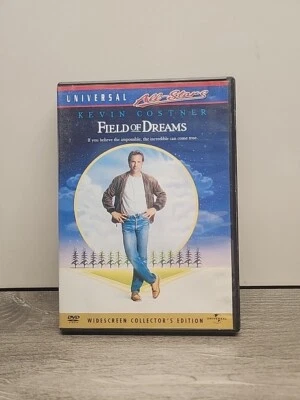 UNIVERSAL All-Stars
KEVIN COSTNER
FIELD OF DREAMS
If you believe the impossible, the incredible can come true.
DVD WIDESCREEN COLLECTOR'S EDITION UNIVERSAL